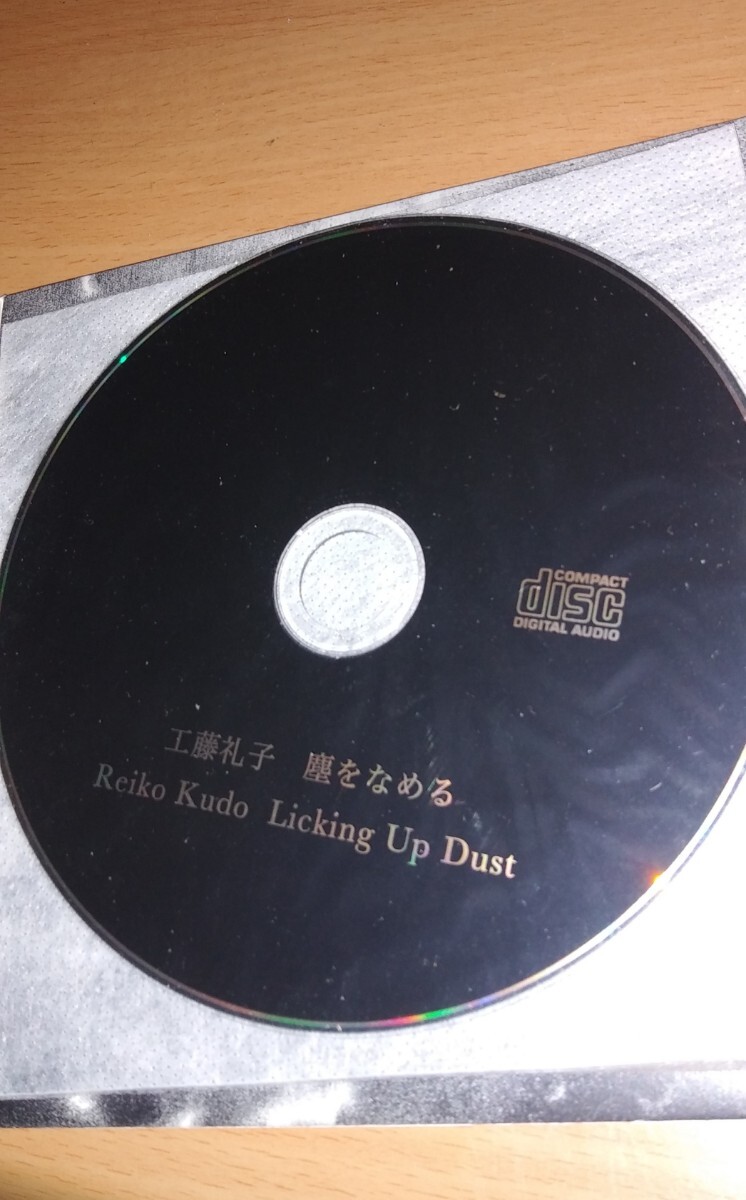 COMPACT
disc
DIGITAL AUDIO
工藤礼子　塵をなめる
Reiko Kudo Licking Up Dust